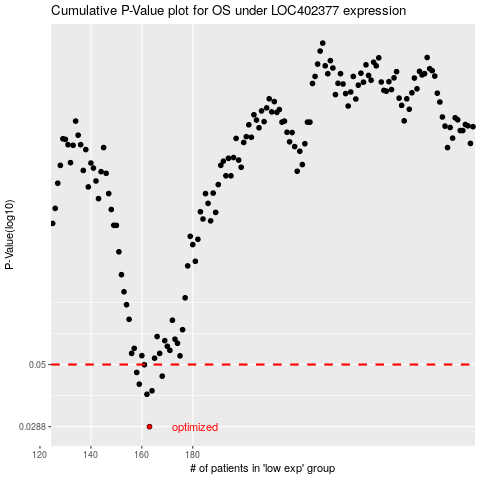 Cumulative P-Value plot for OS under LOC402377 expression
P-Value(log10)
0.05
0.0288
optimized
120 140 160 180
# of patients in 'low exp' group